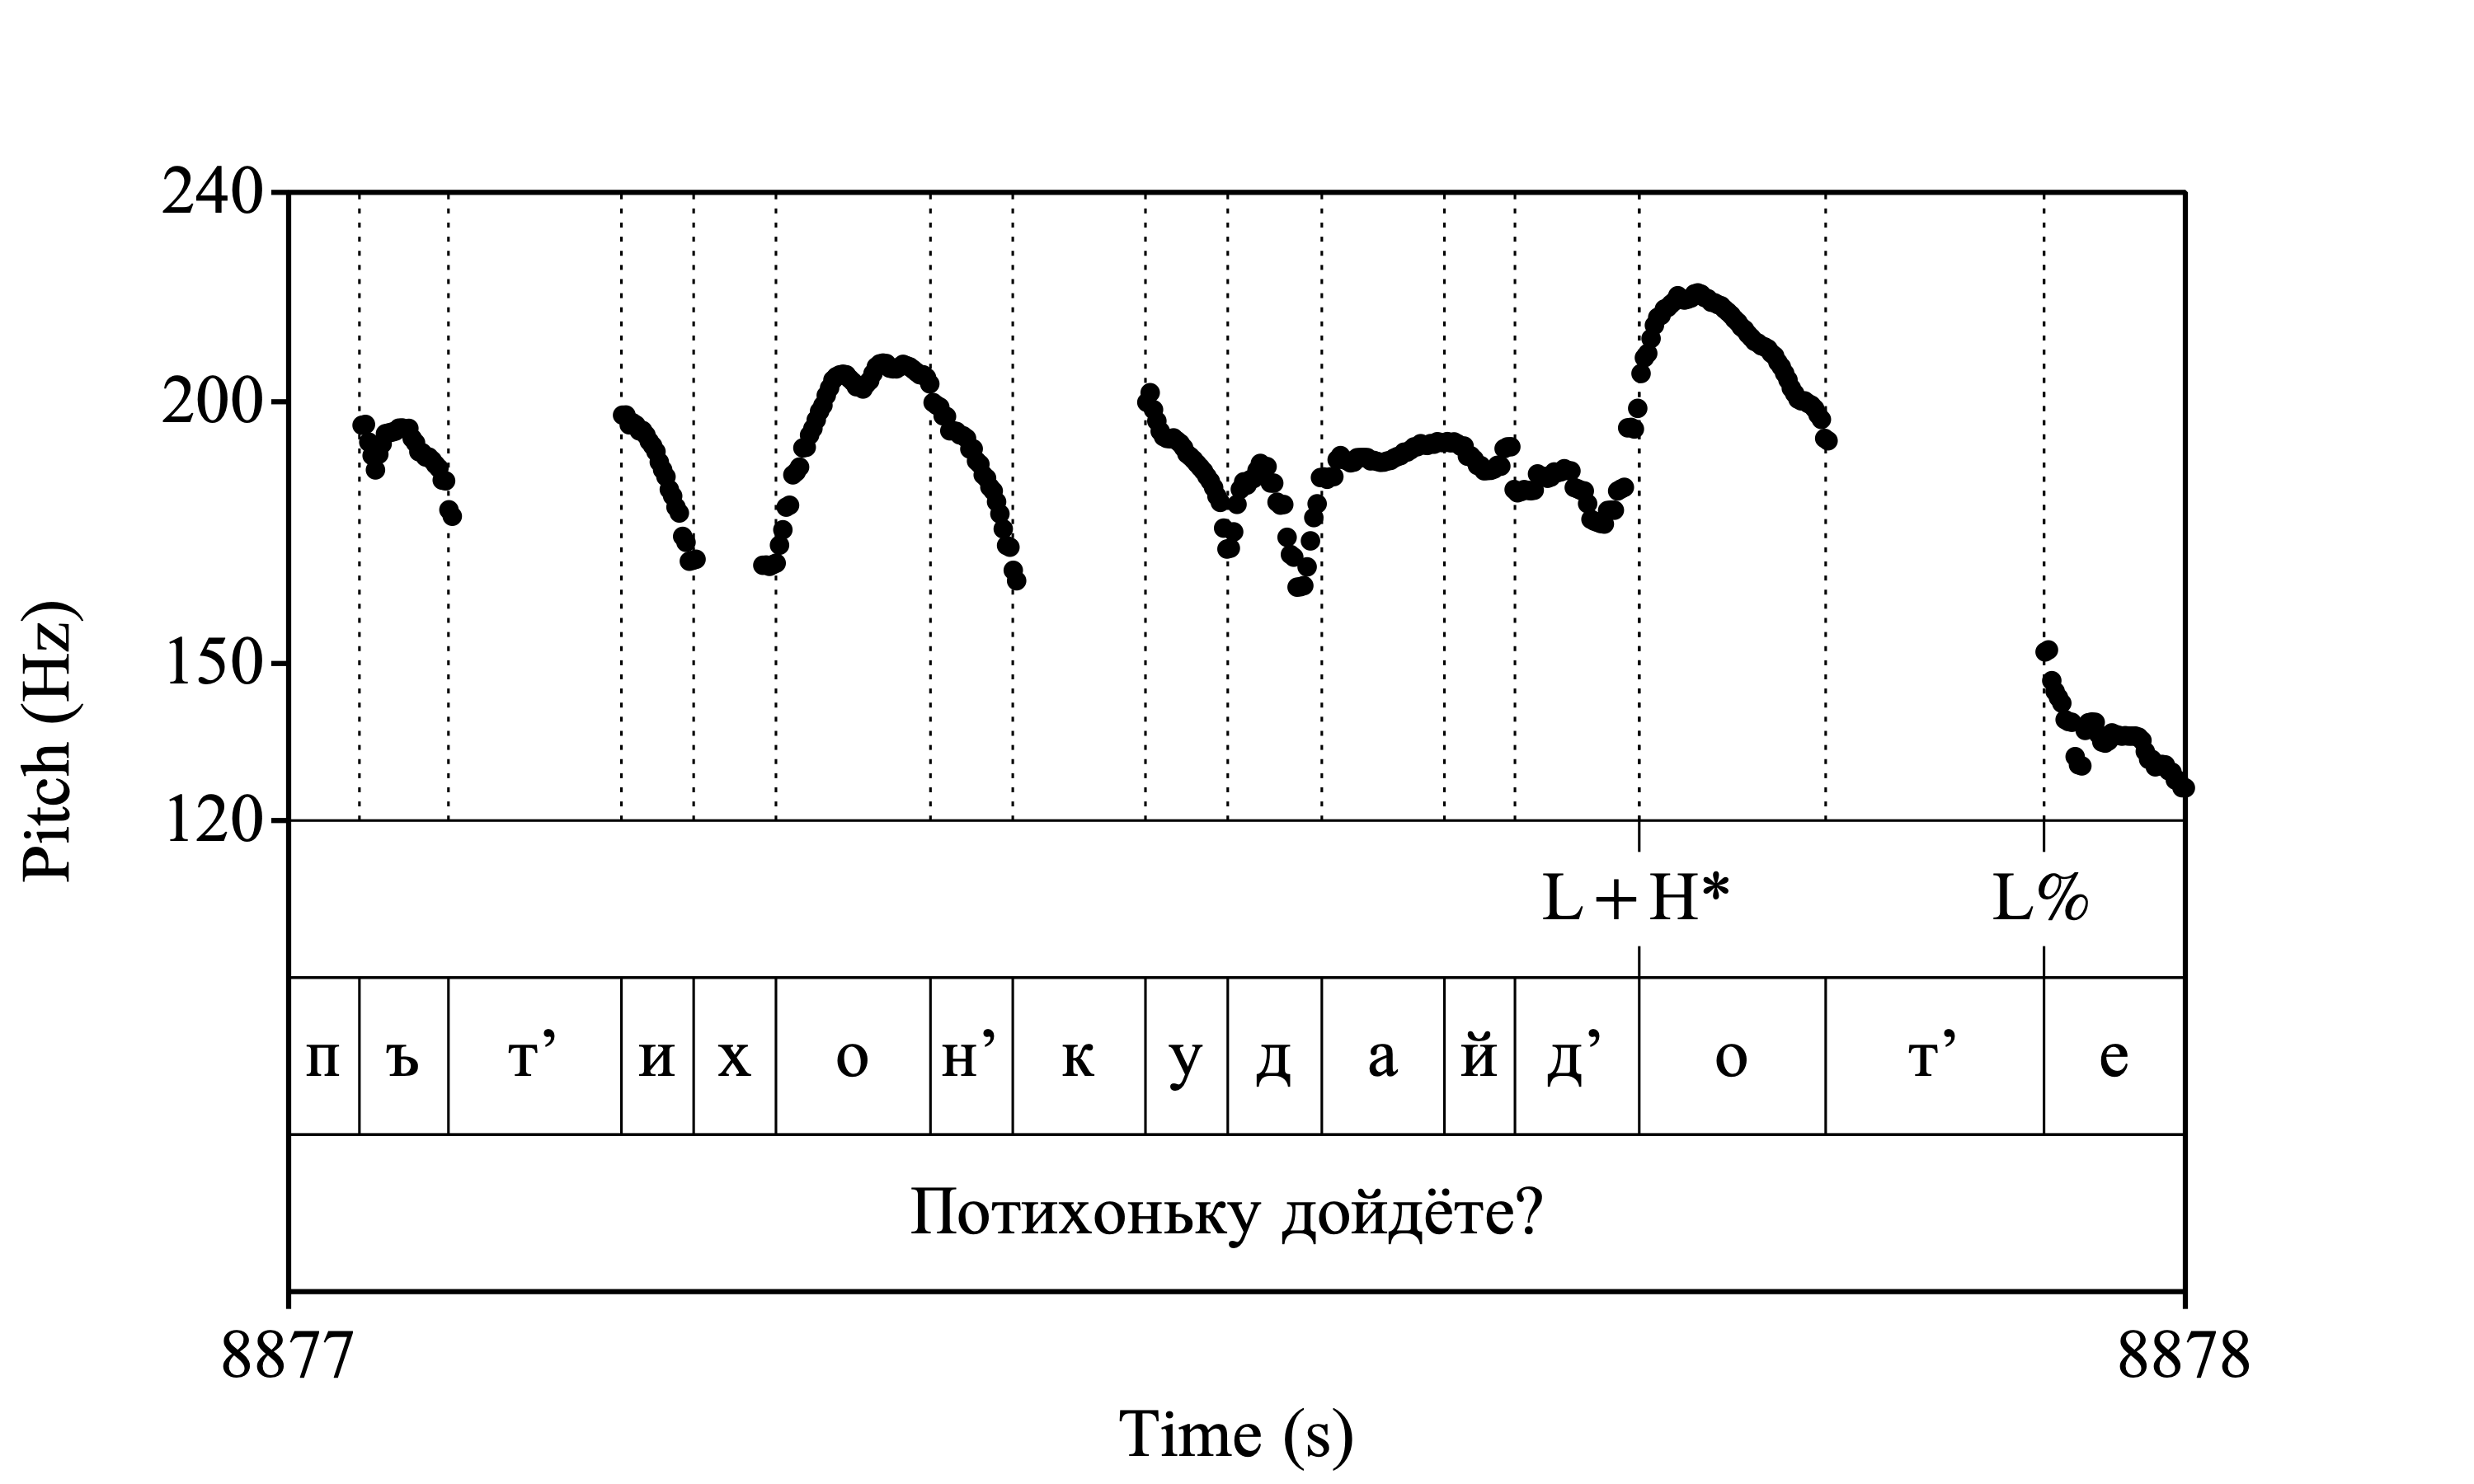 240
200
150
120
Pitch (Hz)
L + H* L%
п ъ т’ и х о н’ к у д а й д’ о т’ е
Потихоньку дойдёте?
8877 8878
Time (s)